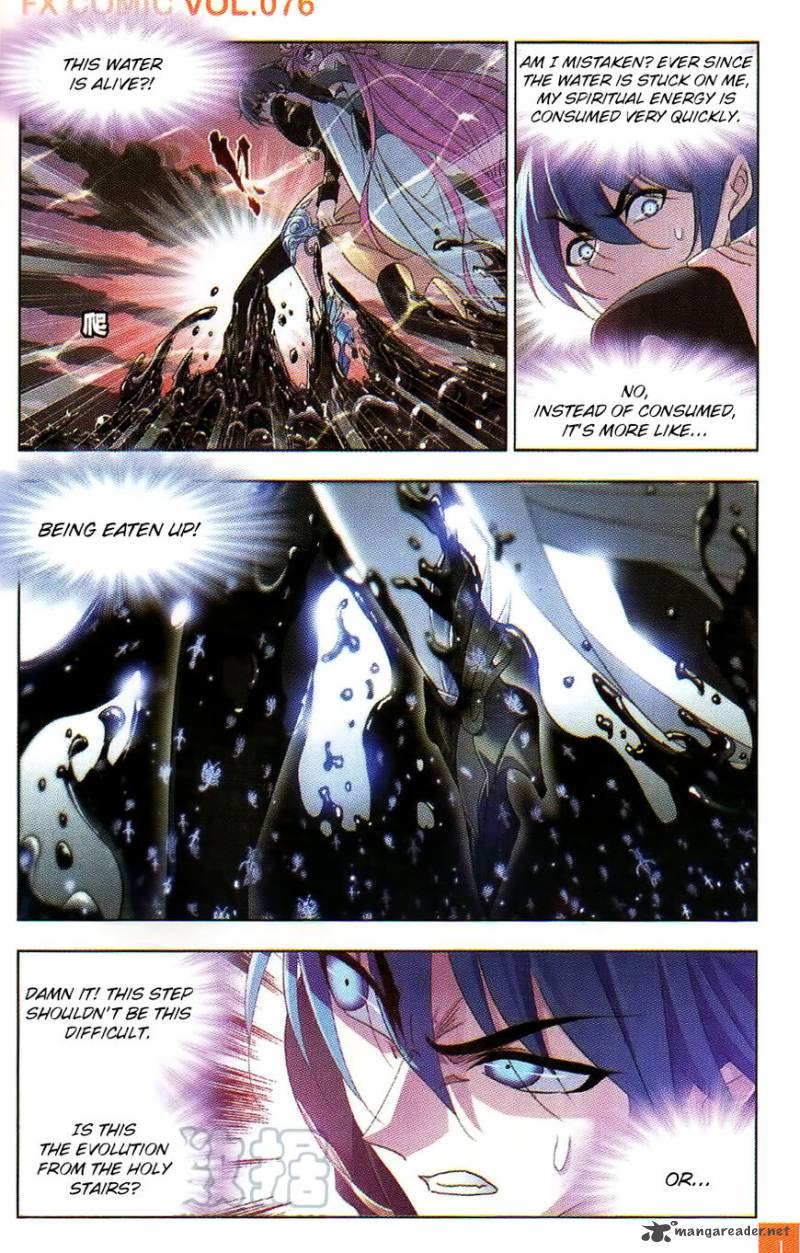 FX COMIC VOL.076
THIS WATER
IS ALIVE?!
AM I MISTAKEN? EVER SINCE
THE WATER IS STUCK ON ME,
MY SPIRITUAL ENERGY IS
CONSUMED VERY QUICKLY.
爬
NO,
INSTEAD OF CONSUMED,
IT'S MORE LIKE...
BEING EATEN UP!
DAMN IT! THIS STEP
SHOULDN'T BE THIS
DIFFICULT.
IS THIS
THE EVOLUTION
FROM THE HOLY
STAIRS?
OR...
mangareader.net
1